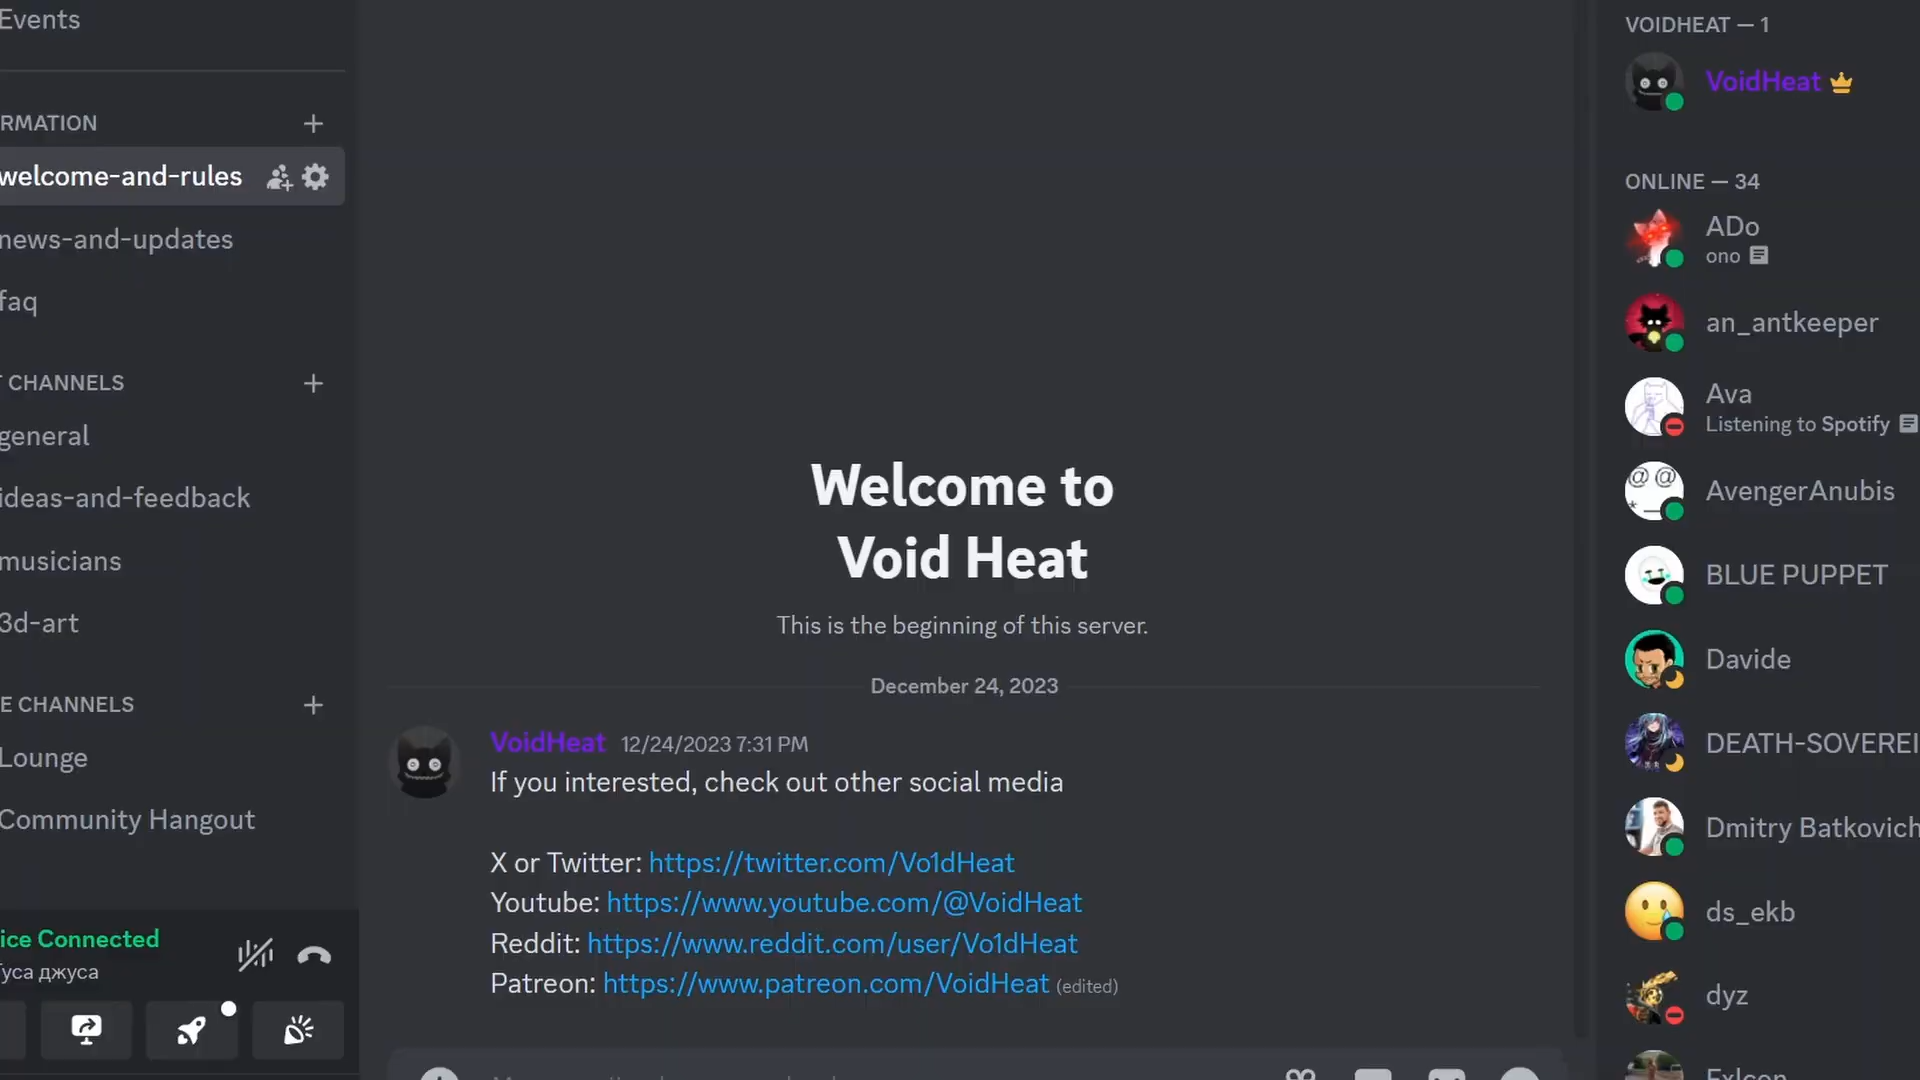 Events
RMATION
welcome-and-rules
news-and-updates
faq
CHANNELS
general
ideas-and-feedback
musicians
3d-art
E CHANNELS
Lounge
Community Hangout
ice Connected
Гуса джуса
Welcome to
Void Heat
This is the beginning of this server.
December 24, 2023
VoidHeat 12/24/2023 7:31 PM
If you interested, check out other social media
X or Twitter: https://twitter.com/Vo1dHeat
Youtube: https://www.youtube.com/@VoidHeat
Reddit: https://www.reddit.com/user/Vo1dHeat
Patreon: https://www.patreon.com/VoidHeat (edited)
VOIDHEAT — 1
VoidHeat
ONLINE — 34
ADo
ono
an_antkeeper
Ava
Listening to Spotify
AvengerAnubis
BLUE PUPPET
Davide
DEATH-SOVEREI
Dmitry Batkovich
ds_ekb
dyz